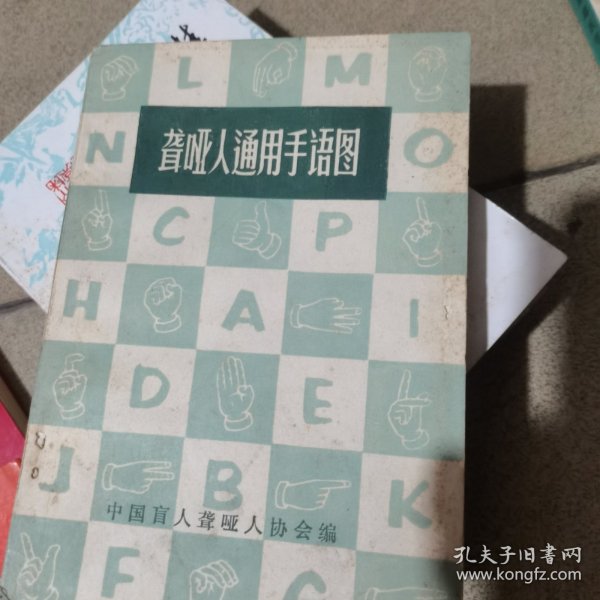 L M
N O
聋哑人通用手语图
C P
H A I
D E
J B K
中国盲人聋哑人协会编
F G
孔夫子旧书网
www.kongfz.com